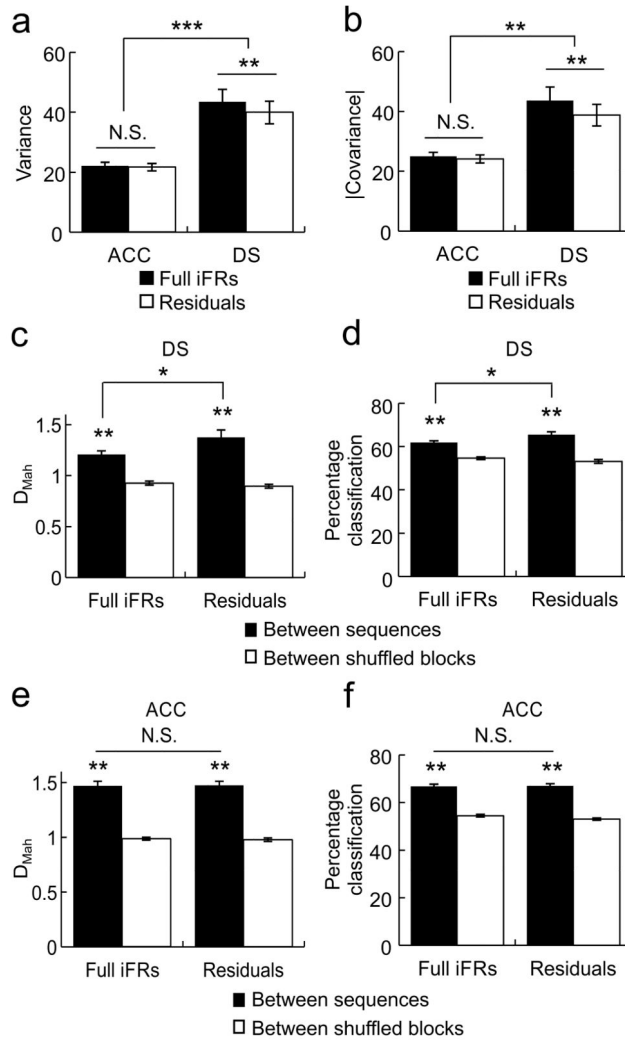 a
***
60
**
40
Variance
N.S.
20
0
ACC
DS
Full iFRs
Residuals
b
**
60
**
40
|Covariance|
N.S.
20
0
ACC
DS
Full iFRs
Residuals
c
DS
*
**
**
1.5
1
D_Mah
0.5
0
Full iFRs
Residuals
d
DS
*
80
**
**
60
Percentage
classification
40
20
0
Full iFRs
Residuals
Between sequences
Between shuffled blocks
e
ACC
N.S.
**
**
1.5
1
D_Mah
0.5
0
Full iFRs
Residuals
f
ACC
N.S.
80
**
**
60
Percentage
classification
40
20
0
Full iFRs
Residuals
Between sequences
Between shuffled blocks